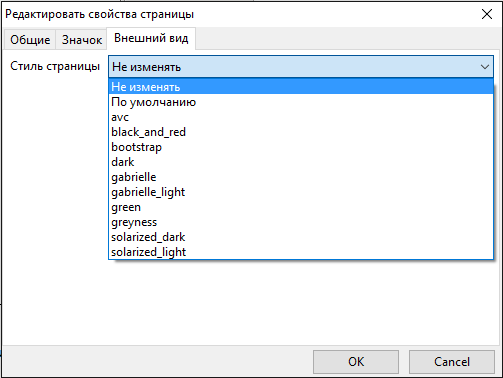 Редактировать свойства страницы
Общие Значок Внешний вид
Стиль страницы Не изменять
Не изменять
По умолчанию
avc
black_and_red
bootstrap
dark
gabrielle
gabrielle_light
green
greyness
solarized_dark
solarized_light
OK Cancel